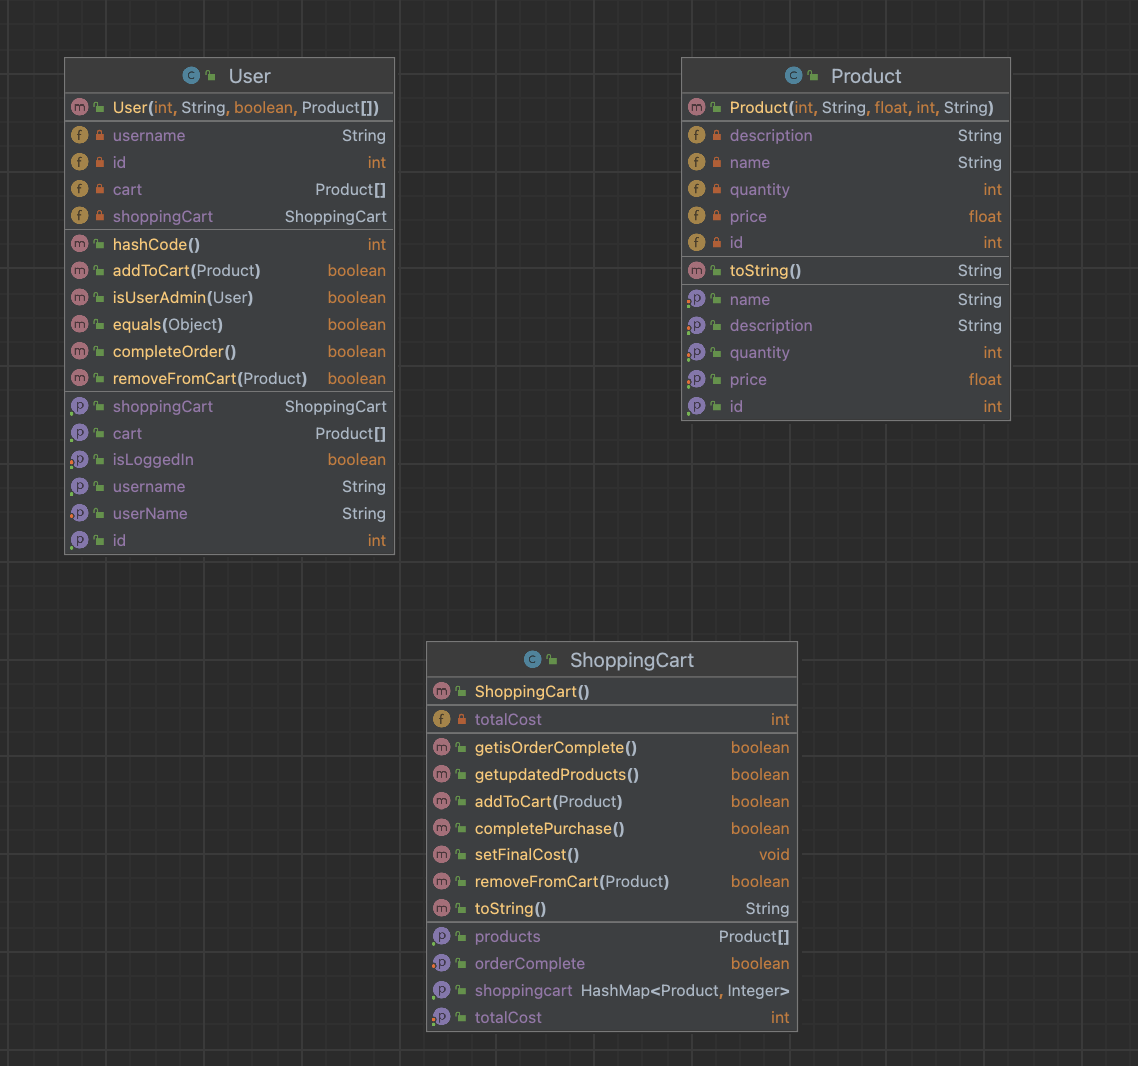 User
User(int, String, boolean, Product[])
username String
id int
cart Product[]
shoppingCart ShoppingCart
hashCode() int
addToCart(Product) boolean
isUserAdmin(User) boolean
equals(Object) boolean
completeOrder() boolean
removeFromCart(Product) boolean
shoppingCart ShoppingCart
cart Product[]
isLoggedIn boolean
username String
userName String
id int
Product
Product(int, String, float, int, String)
description String
name String
quantity int
price float
id int
toString() String
name String
description String
quantity int
price float
id int
ShoppingCart
ShoppingCart()
totalCost int
getisOrderComplete() boolean
getupdatedProducts() boolean
addToCart(Product) boolean
completePurchase() boolean
setFinalCost() void
removeFromCart(Product) boolean
toString() String
products Product[]
orderComplete boolean
shoppingcart HashMap<Product, Integer>
totalCost int